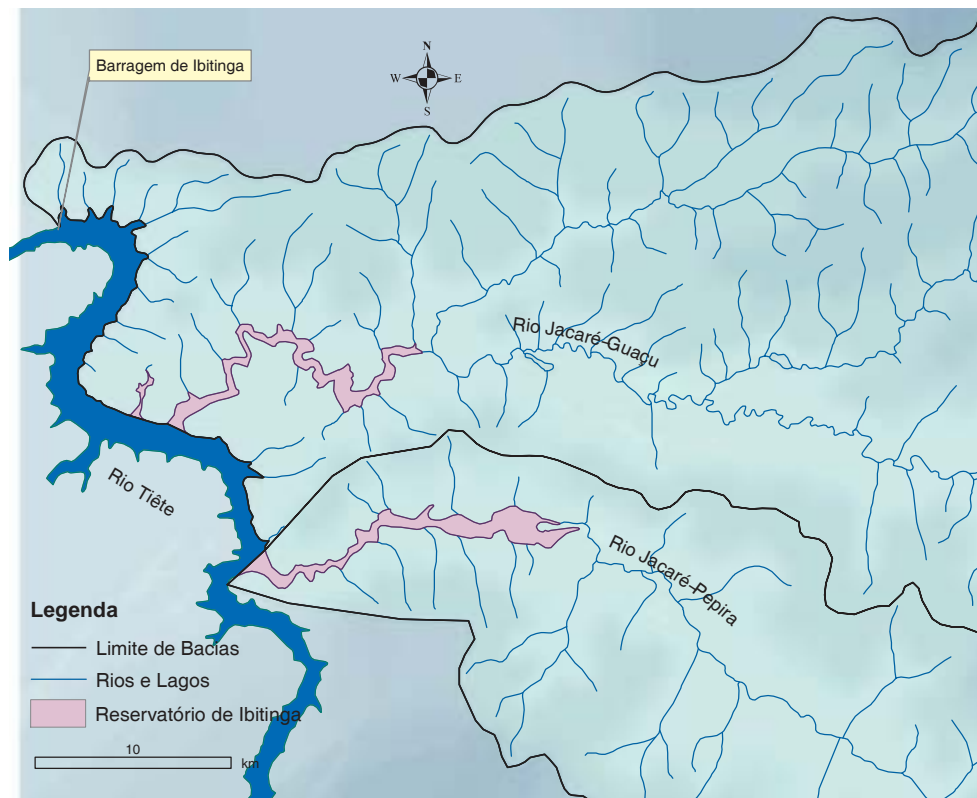 Barragem de Ibitinga
N
W E
S
Rio Jacaré-Guaçu
Rio Tiête
Rio Jacaré-Pepira
Legenda
Limite de Bacias
Rios e Lagos
Reservatório de Ibitinga
10
km